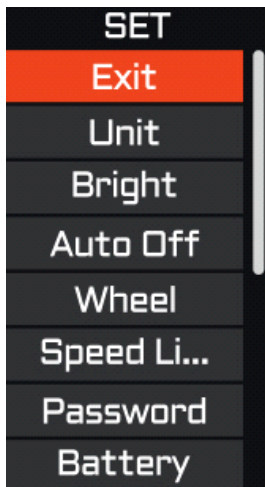 SET
Exit
Unit
Bright
Auto Off
Wheel
Speed Li...
Password
Battery